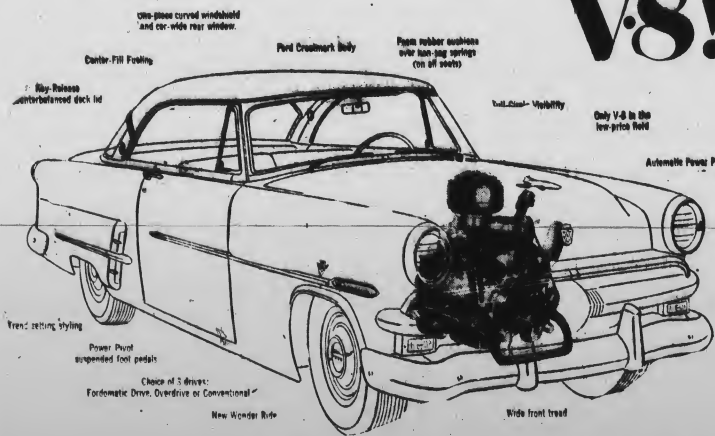 V·8!
One-piece curved windshield
and car-wide rear window.
Center-Fill Fueling
Ford Crestmark Body
Foam rubber cushions
over non-sag springs
(on all seats)
Key-Release
counterbalanced deck lid
Full-Circle Visibility
Only V-8 in the
low-price field
Automatic Power P
Trend setting styling
Power Pivot
suspended foot pedals
Choice of 3 drives:
Fordomatic Drive, Overdrive or Conventional
New Wonder Ride
Wide front tread